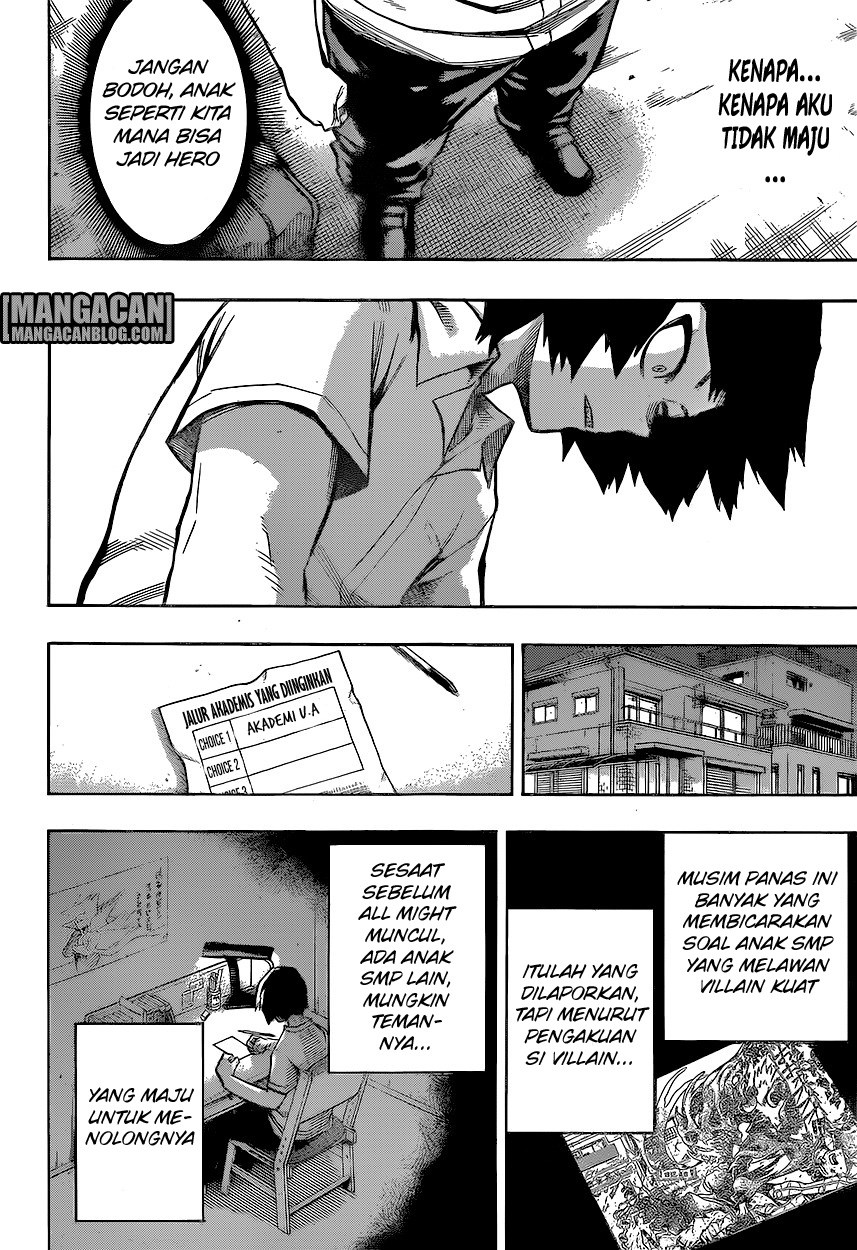 KENAPA...
KENAPA AKU
TIDAK MAJU
...
JANGAN
BODOH, ANAK
SEPERTI KITA
MANA BISA
JADI HERO
[MANGACAN]
MANGACANBLOG.COM
JALUR AKADEMIS YANG DIINGINKAN
CHOICE 1 AKADEMI U.A
CHOICE 2
CHOICE 3
MUSIM PANAS INI
BANYAK YANG
MEMBICARAKAN
SOAL ANAK SMP
YANG MELAWAN
VILLAIN KUAT
ITULAH YANG
DILAPORKAN,
TAPI MENURUT
PENGAKUAN
SI VILLAIN...
SESAAT
SEBELUM
ALL MIGHT
MUNCUL,
ADA ANAK
SMP LAIN,
MUNGKIN
TEMAN-
NYA...
YANG MAJU
UNTUK ME-
NOLONGNYA